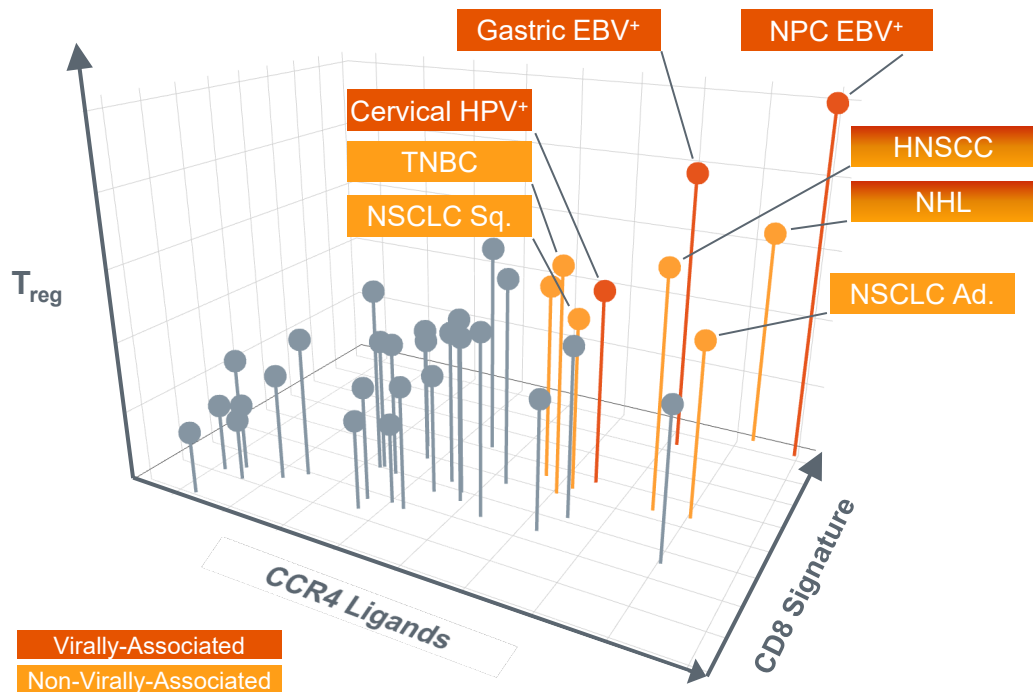 Gastric EBV⁺
NPC EBV⁺
Cervical HPV⁺
TNBC
HNSCC
NSCLC Sq.
NHL
NSCLC Ad.
Treg
CCR4 Ligands
CD8 Signature
Virally-Associated
Non-Virally-Associated